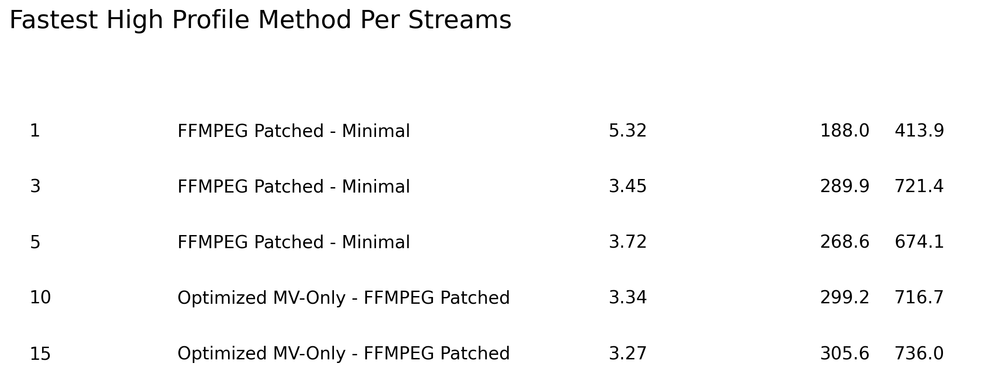 Fastest High Profile Method Per Streams
1 FFMPEG Patched - Minimal 5.32 188.0 413.9
3 FFMPEG Patched - Minimal 3.45 289.9 721.4
5 FFMPEG Patched - Minimal 3.72 268.6 674.1
10 Optimized MV-Only - FFMPEG Patched 3.34 299.2 716.7
15 Optimized MV-Only - FFMPEG Patched 3.27 305.6 736.0